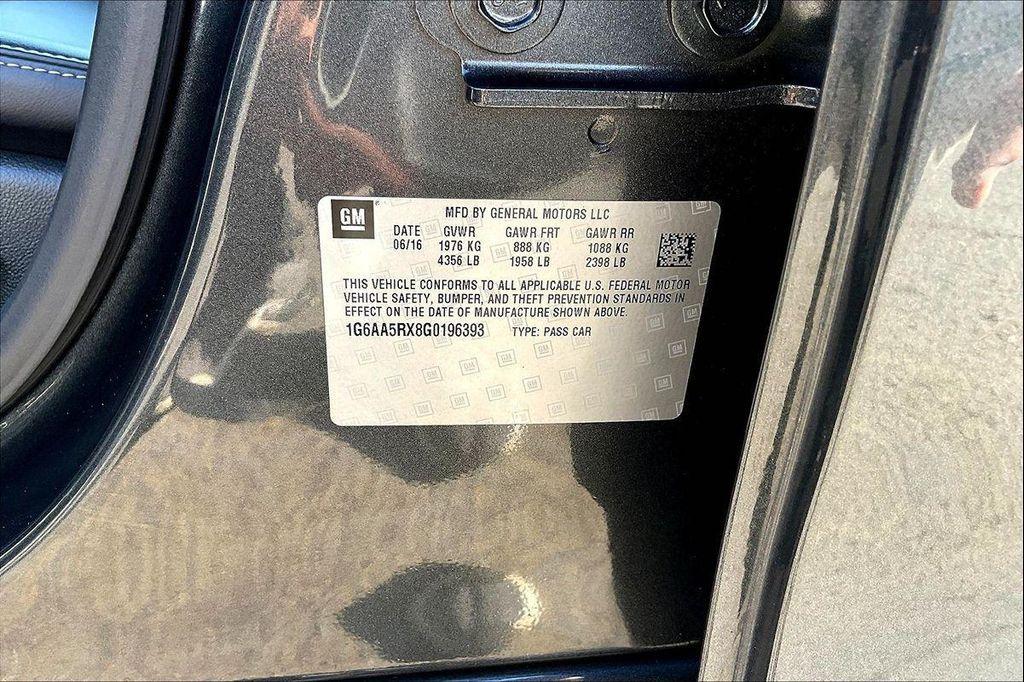 GM
MFD BY GENERAL MOTORS LLC
DATE GVWR GAWR FRT GAWR RR
06/16 1976 KG 888 KG 1088 KG
4356 LB 1958 LB 2398 LB
THIS VEHICLE CONFORMS TO ALL APPLICABLE U.S. FEDERAL MOTOR
VEHICLE SAFETY, BUMPER, AND THEFT PREVENTION STANDARDS IN
EFFECT ON THE DATE OF MANUFACTURE SHOWN ABOVE.
1G6AA5RX8G0196393 TYPE: PASS CAR